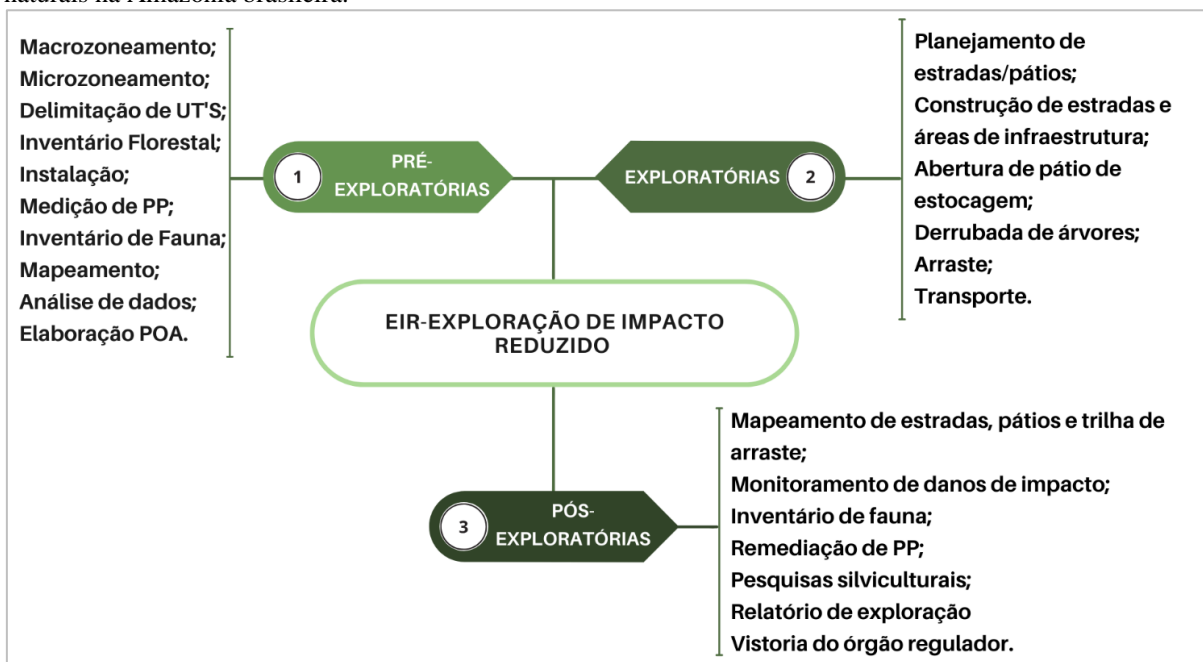 naturais na Amazônia brasileira.
Macrozoneamento;
Microzoneamento;
Delimitação de UT'S;
Inventário Florestal;
Instalação;
Medição de PP;
Inventário de Fauna;
Mapeamento;
Análise de dados;
Elaboração POA.
1
PRÉ-
EXPLORATÓRIAS
EXPLORATÓRIAS
2
Planejamento de
estradas/pátios;
Construção de estradas e
áreas de infraestrutura;
Abertura de pátio de
estocagem;
Derrubada de árvores;
Arraste;
Transporte.
EIR-EXPLORAÇÃO DE IMPACTO
REDUZIDO
3
PÓS-
EXPLORATÓRIAS
Mapeamento de estradas, pátios e trilha de
arraste;
Monitoramento de danos de impacto;
Inventário de fauna;
Remediação de PP;
Pesquisas silviculturais;
Relatório de exploração
Vistoria do órgão regulador.